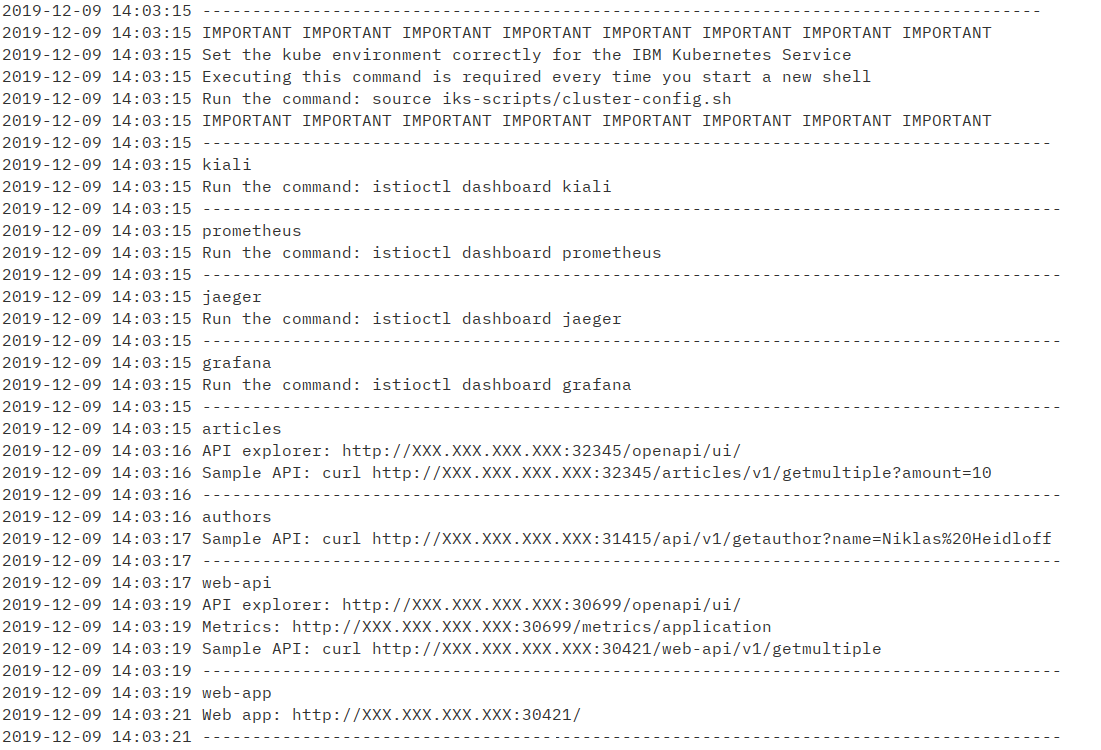 2019-12-09 14:03:15 ------------------------------------------------------------------------------------
2019-12-09 14:03:15 IMPORTANT IMPORTANT IMPORTANT IMPORTANT IMPORTANT IMPORTANT IMPORTANT IMPORTANT
2019-12-09 14:03:15 Set the kube environment correctly for the IBM Kubernetes Service
2019-12-09 14:03:15 Executing this command is required every time you start a new shell
2019-12-09 14:03:15 Run the command: source iks-scripts/cluster-config.sh
2019-12-09 14:03:15 IMPORTANT IMPORTANT IMPORTANT IMPORTANT IMPORTANT IMPORTANT IMPORTANT IMPORTANT
2019-12-09 14:03:15 -------------------------------------------------------------------------------------
2019-12-09 14:03:15 kiali
2019-12-09 14:03:15 Run the command: istioctl dashboard kiali
2019-12-09 14:03:15 --------------------------------------------------------------------------------------
2019-12-09 14:03:15 prometheus
2019-12-09 14:03:15 Run the command: istioctl dashboard prometheus
2019-12-09 14:03:15 --------------------------------------------------------------------------------------
2019-12-09 14:03:15 jaeger
2019-12-09 14:03:15 Run the command: istioctl dashboard jaeger
2019-12-09 14:03:15 --------------------------------------------------------------------------------------
2019-12-09 14:03:15 grafana
2019-12-09 14:03:15 Run the command: istioctl dashboard grafana
2019-12-09 14:03:15 --------------------------------------------------------------------------------------
2019-12-09 14:03:15 articles
2019-12-09 14:03:16 API explorer: http://XXX.XXX.XXX.XXX:32345/openapi/ui/
2019-12-09 14:03:16 Sample API: curl http://XXX.XXX.XXX.XXX:32345/articles/v1/getmultiple?amount=10
2019-12-09 14:03:16 --------------------------------------------------------------------------------------
2019-12-09 14:03:16 authors
2019-12-09 14:03:17 Sample API: curl http://XXX.XXX.XXX.XXX:31415/api/v1/getauthor?name=Niklas%20Heidloff
2019-12-09 14:03:17 --------------------------------------------------------------------------------------
2019-12-09 14:03:17 web-api
2019-12-09 14:03:19 API explorer: http://XXX.XXX.XXX.XXX:30699/openapi/ui/
2019-12-09 14:03:19 Metrics: http://XXX.XXX.XXX.XXX:30699/metrics/application
2019-12-09 14:03:19 Sample API: curl http://XXX.XXX.XXX.XXX:30421/web-api/v1/getmultiple
2019-12-09 14:03:19 --------------------------------------------------------------------------------------
2019-12-09 14:03:19 web-app
2019-12-09 14:03:21 Web app: http://XXX.XXX.XXX.XXX:30421/
2019-12-09 14:03:21 --------------------------------------------------------------------------------------